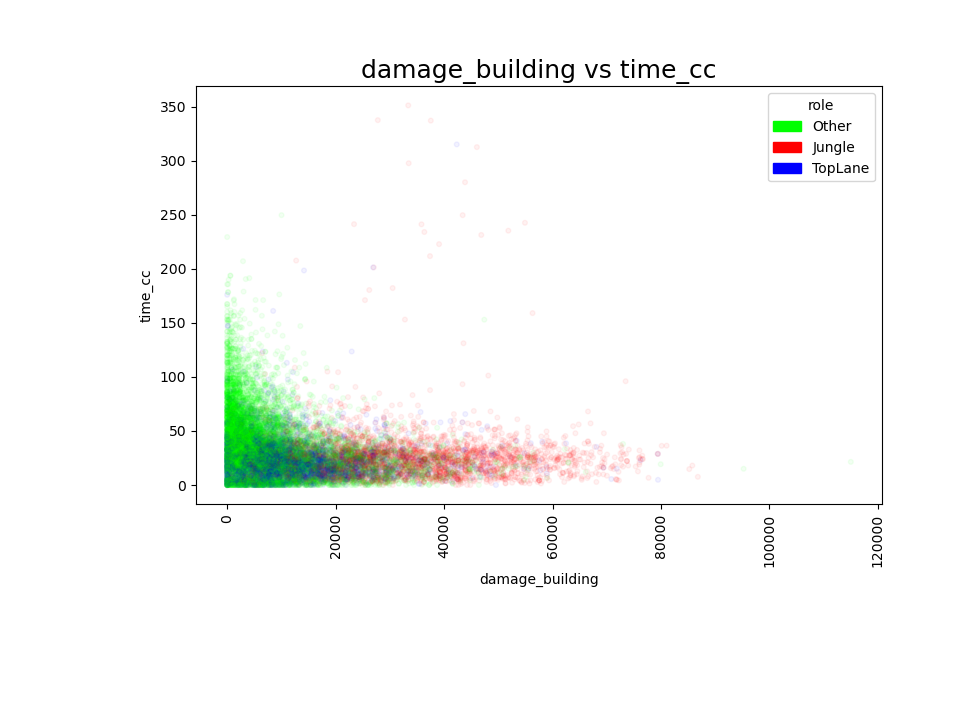 damage_building vs time_cc
role
Other
Jungle
TopLane
350
300
250
200
150
100
50
0
time_cc
0
20000
40000
60000
80000
100000
120000
damage_building